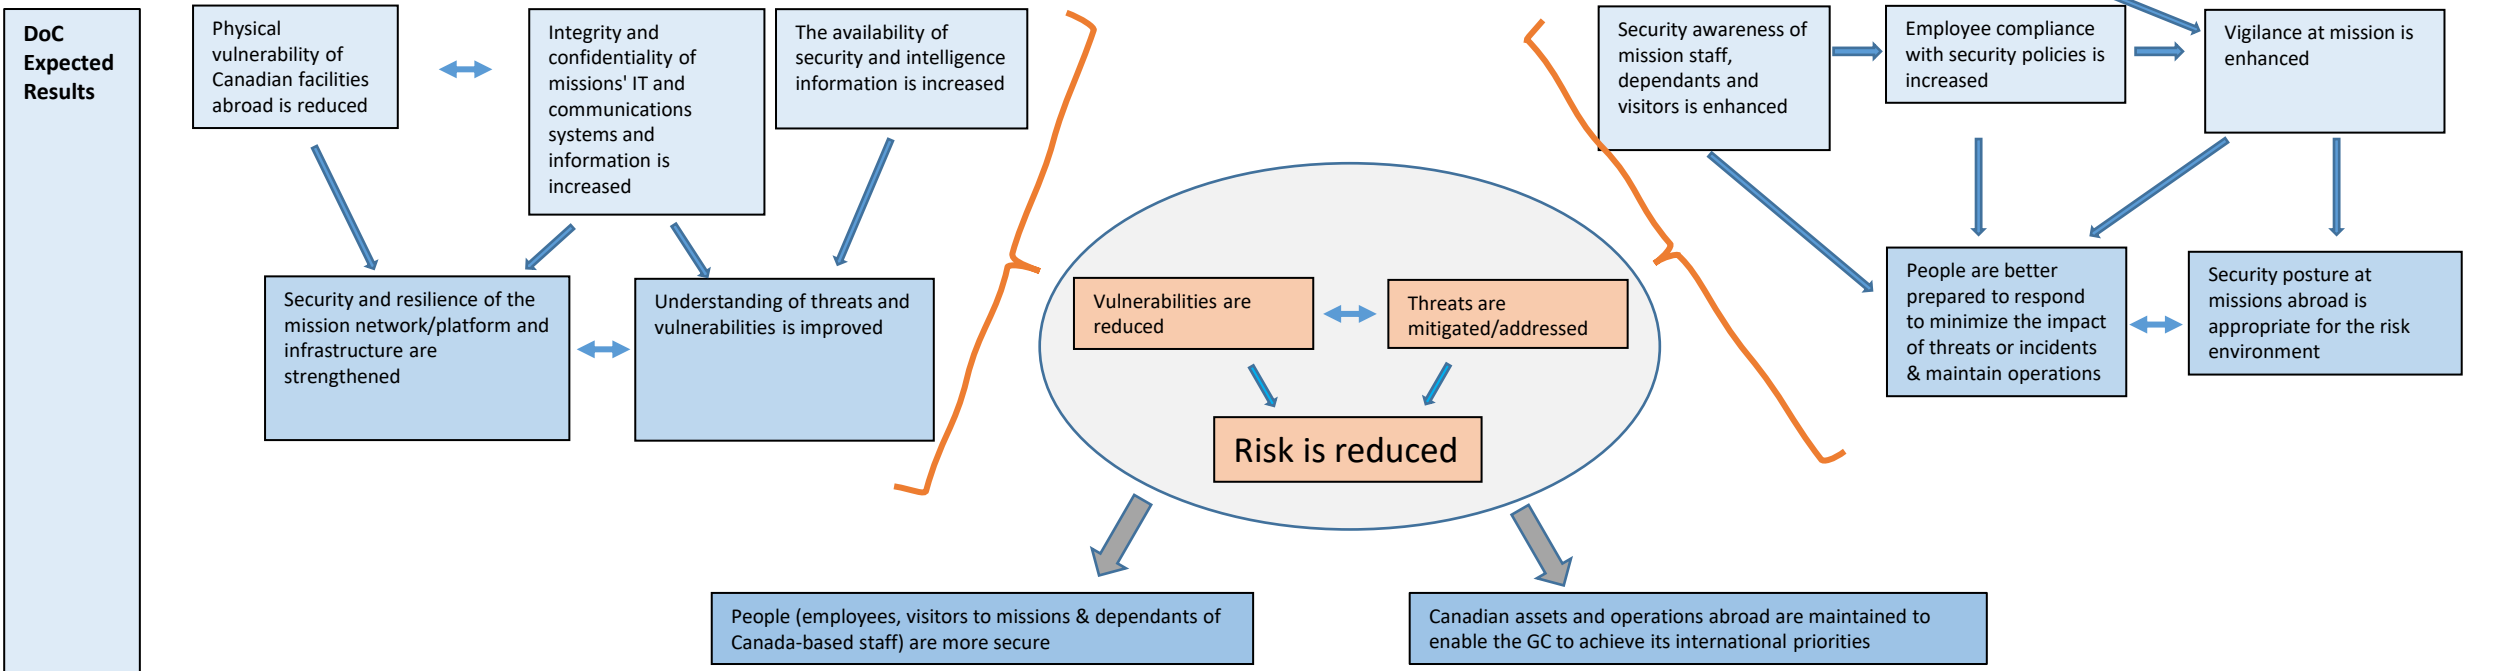 DoC
Expected
Results
Physical
vulnerability of
Canadian facilities
abroad is reduced
Integrity and
confidentiality of
missions' IT and
communications
systems and
information is
increased
The availability of
security and intelligence
information is increased
Security awareness of
mission staff,
dependants and
visitors is enhanced
Employee compliance
with security policies is
increased
Vigilance at mission is
enhanced
Security and resilience of the
mission network/platform and
infrastructure are
strengthened
Understanding of threats and
vulnerabilities is improved
Vulnerabilities are
reduced
Threats are
mitigated/addressed
Risk is reduced
People are better
prepared to respond
to minimize the impact
of threats or incidents
& maintain operations
Security posture at
missions abroad is
appropriate for the risk
environment
People (employees, visitors to missions & dependants of
Canada-based staff) are more secure
Canadian assets and operations abroad are maintained to
enable the GC to achieve its international priorities